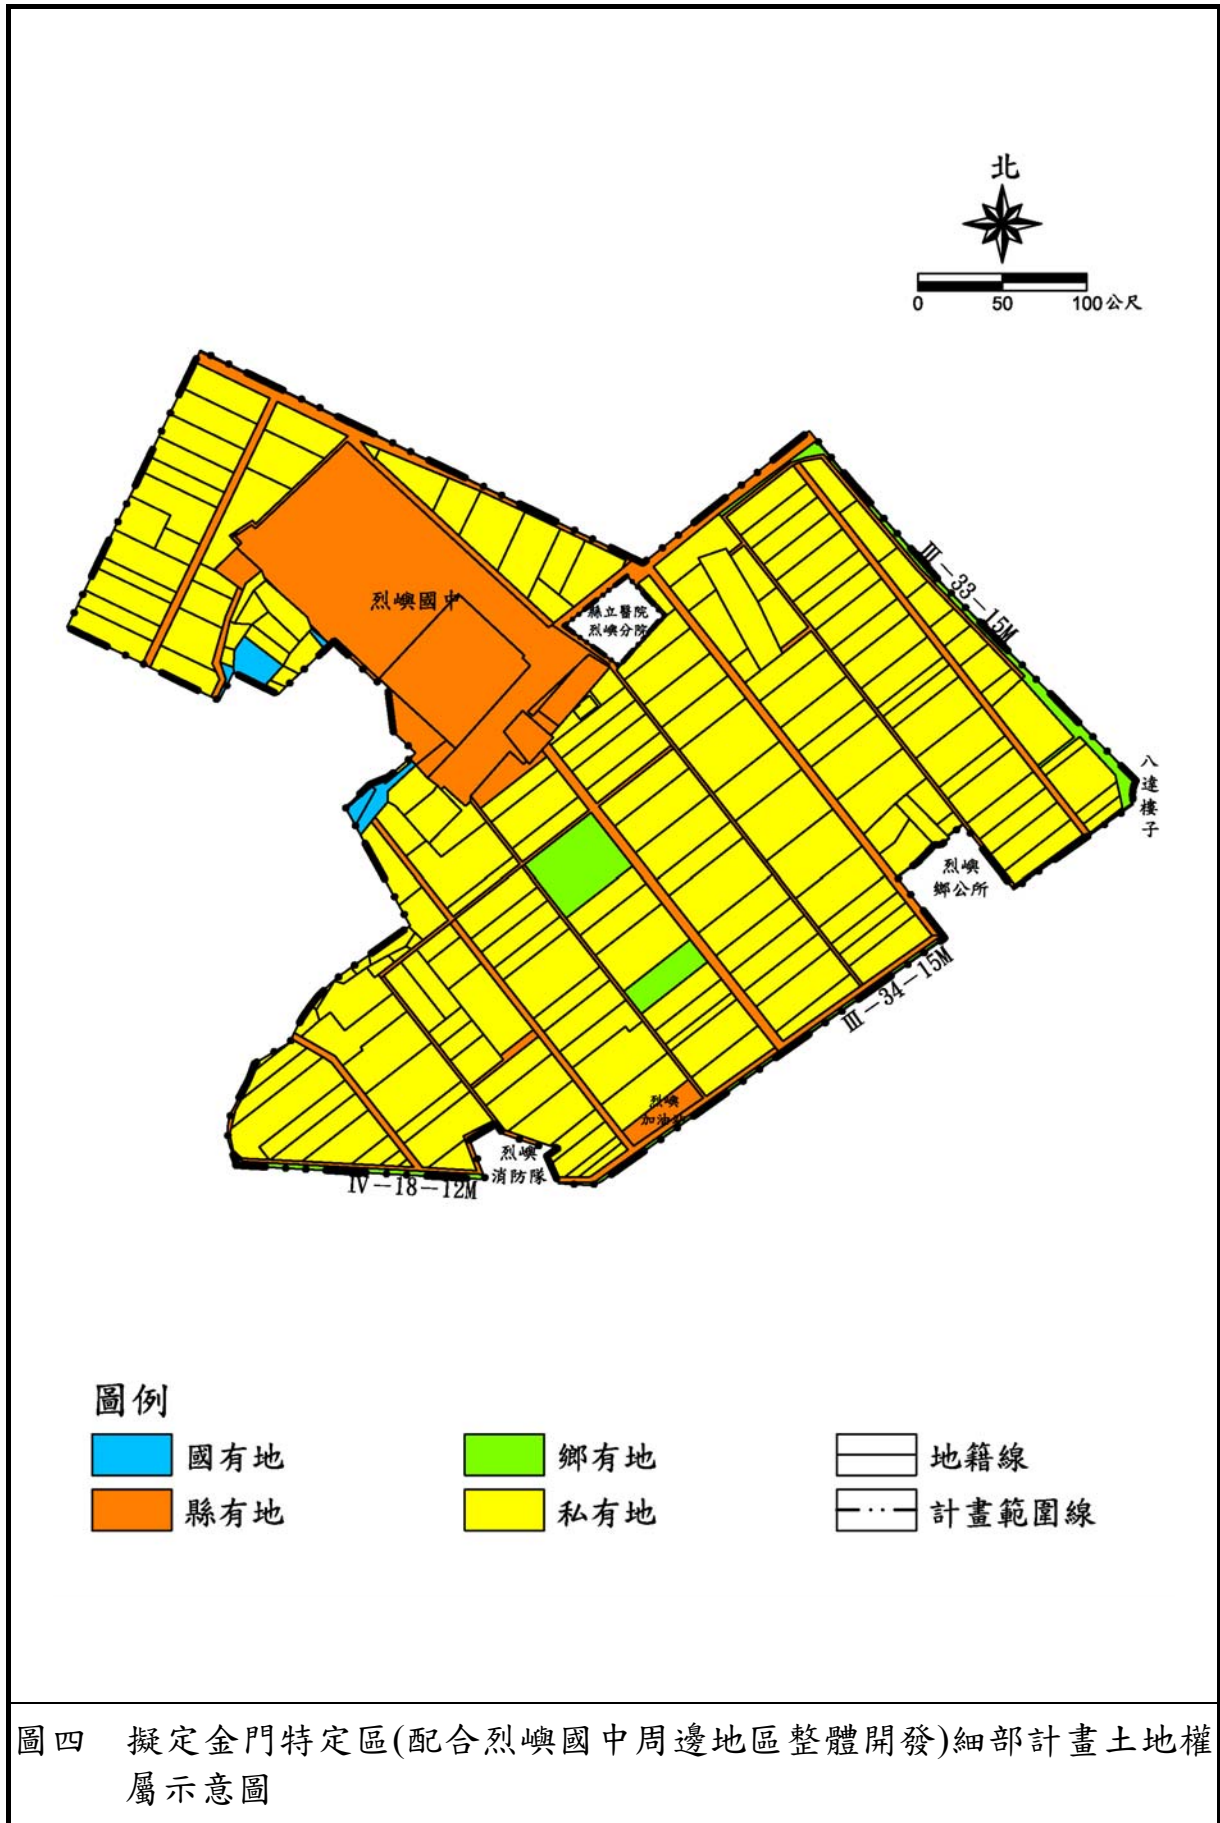 北
0 50 100公尺
烈嶼國中
縣立醫院
烈嶼分院
III－33－15M
八達樓子
烈嶼
鄉公所
III－34－15M
烈嶼
加油
烈嶼
消防隊
IV－18－12M
圖例
國有地
鄉有地
地籍線
縣有地
私有地
計畫範圍線
圖四 擬定金門特定區(配合烈嶼國中周邊地區整體開發)細部計畫土地權
屬示意圖